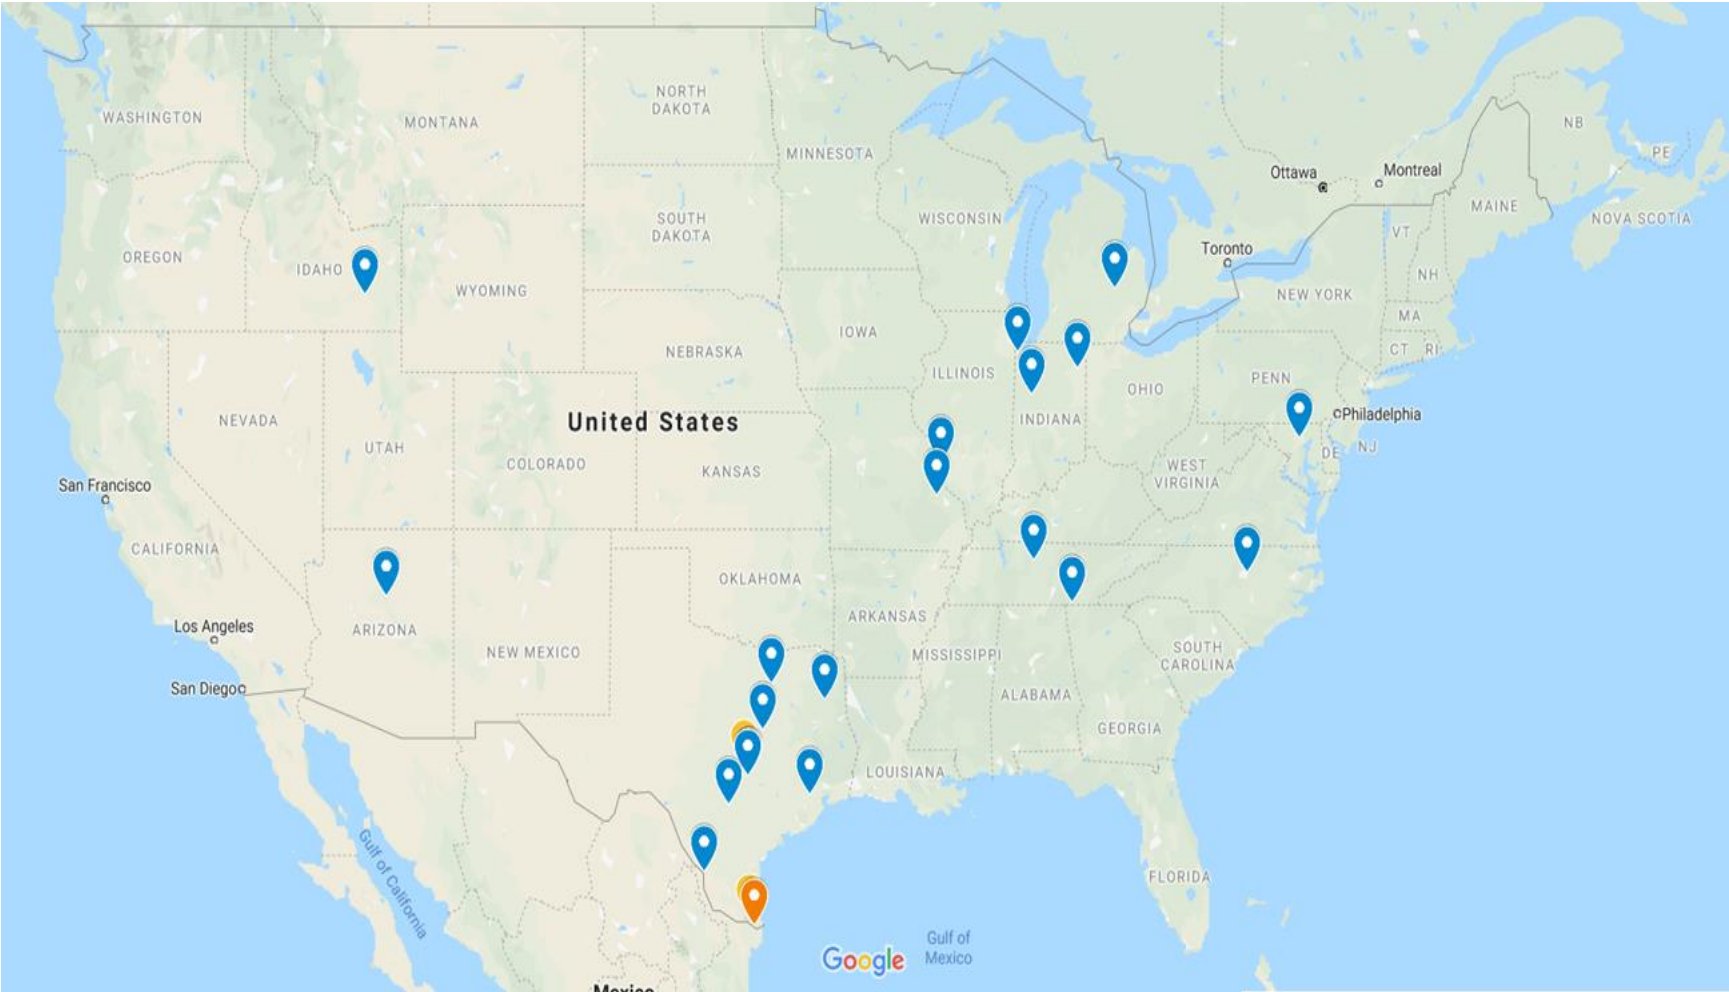 NORTH
DAKOTA
WASHINGTON
MONTANA
NB
MINNESOTA
PE
Ottawa
Montreal
MAINE
WISCONSIN
NOVA SCOTIA
SOUTH
DAKOTA
VT
OREGON
IDAHO
Toronto
NH
WYOMING
NEW YORK
MA
IOWA
NEBRASKA
CT
RI
ILLINOIS
PENN
OHIO
Philadelphia
NEVADA
United States
INDIANA
UTAH
DE
NJ
COLORADO
KANSAS
WEST
VIRGINIA
San Francisco
CALIFORNIA
OKLAHOMA
ARKANSAS
Los Angeles
ARIZONA
NEW MEXICO
MISSISSIPPI
SOUTH
CAROLINA
San Diego
ALABAMA
GEORGIA
LOUISIANA
Gulf of California
FLORIDA
Google
Gulf of
Mexico
Mexico